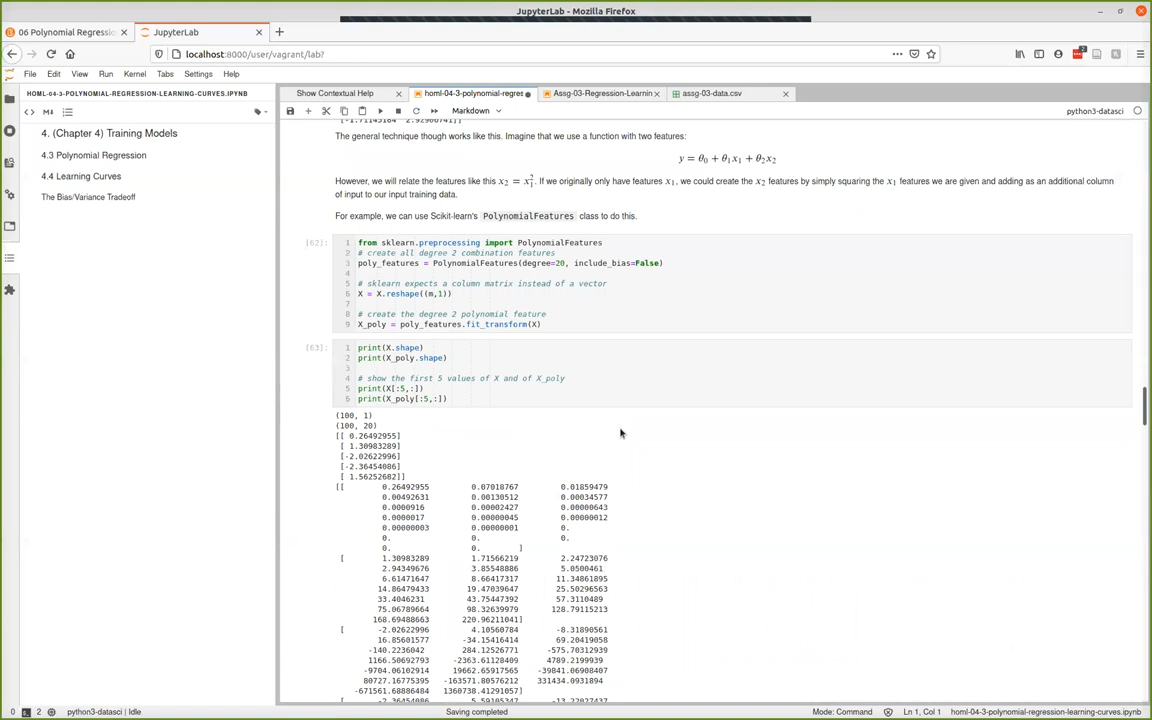 JupyterLab - Mozilla Firefox
06 Polynomial Regressio
JupyterLab
localhost:8000/user/vagrant/lab?
File Edit View Run Kernel Tabs Settings Help
HOML-04-3-POLYNOMIAL-REGRESSION-LEARNING-CURVES.IPYNB
Show Contextual Help
homl-04-3-polynomial-regres
Assg-03-Regression-Learnin
assg-03-data.csv
Markdown
python3-datasci
4. (Chapter 4) Training Models
4.3 Polynomial Regression
4.4 Learning Curves
The Bias/Variance Tradeoff
The general technique though works like this. Imagine that we use a function with two features:
y = θ0 + θ1x1 + θ2x2
However, we will relate the features like this x2 = x1^2. If we originally only have features x1, we could create the x2 features by simply squaring the x1 features we are given and adding as an additional column
of input to our input training data.
For example, we can use Scikit-learn's PolynomialFeatures class to do this.
[62]: 1 from sklearn.preprocessing import PolynomialFeatures
2 # create all degree 2 combination features
3 poly_features = PolynomialFeatures(degree=20, include_bias=False)
4
5 # sklearn expects a column matrix instead of a vector
6 X = X.reshape((m,1))
7
8 # create the degree 2 polynomial feature
9 X_poly = poly_features.fit_transform(X)
[63]: 1 print(X.shape)
2 print(X_poly.shape)
3
4 # show the first 5 values of X and of X_poly
5 print(X[:5,:])
6 print(X_poly[:5,:])
(100, 1)
(100, 20)
[[ 0.26492955]
[ 1.30983289]
[-2.02622996]
[-2.36454086]
[ 1.56252682]]
[[ 0.26492955 0.07018767 0.01859479
0.00492631 0.00130512 0.00034577
0.0000916 0.00002427 0.00000643
0.0000017 0.00000045 0.00000012
0.00000003 0.00000001 0.
0. 0. 0.
0. 0. ]
[ 1.30983289 1.71566219 2.24723076
2.94349676 3.85548886 5.0500461
6.61471647 8.66417317 11.34861895
14.86479433 19.47039647 25.50296563
33.4046231 43.75447392 57.3110489
75.06789664 98.32639979 128.79115213
168.69488663 220.96211041]
[ -2.02622996 4.10560784 -8.31890561
16.85601577 -34.15416414 69.20419058
-140.2236042 284.12526771 -575.70312939
1166.50692793 -2363.61128409 4789.2199939
-9704.06102914 19662.65917565 -39841.06908407
80727.16775395 -163571.80576212 331434.0931894
-671561.68886484 1360738.41291057]
[ -2.36454086 5.59105347 -13.22027437
0 2 python3-datasci | Idle
Saving completed
Mode: Command
Ln 1, Col 1
homl-04-3-polynomial-regression-learning-curves.ipynb